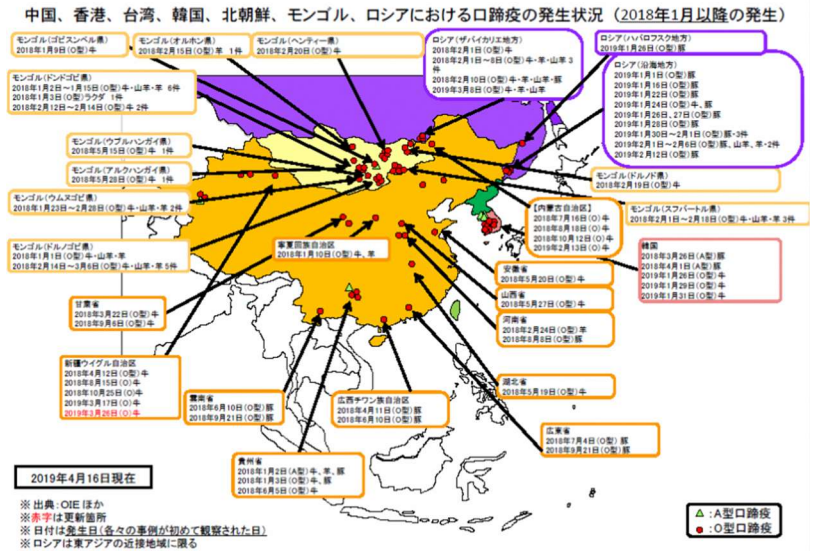 中国、香港、台湾、韓国、北朝鮮、モンゴル、ロシアにおける口蹄疫の発生状況（2018年1月以降の発生）
モンゴル（ゴビスンベル県）
2018年1月9日（O型）牛
モンゴル（オルホン県）
2018年2月15日（O型）羊　1件
モンゴル（ヘンティー県）
2018年2月20日（O型）牛
ロシア（ザバイカリエ地方）
2018年2月1日（O型）牛
2018年2月1日～8日（O型）牛・羊・山羊 3件
2018年2月10日（O型）牛・羊・山羊・豚
2019年3月8日（O型）牛・羊・山羊
ロシア（ハバロフスク地方）
2019年1月26日（O型）豚
ロシア（沿海地方）
2019年1月1日（O型）豚
2019年1月16日（O型）豚
2019年1月22日（O型）豚
2019年1月24日（O型）牛、豚
2019年1月26日、27日（O型）豚
2019年1月28日（O型）豚
2019年1月30日～2月1日（O型）豚・3件
2019年2月1日～2月6日（O型）豚、山羊、羊・2件
2019年2月12日（O型）豚
モンゴル（ドンドゴビ県）
2018年1月2日～1月15日（O型）牛・山羊・羊　6件
2018年1月3日（O型）ラクダ　1件
2018年2月12日～2月14日（O型）牛 2件
モンゴル（ウブルハンガイ県）
2018年5月15日（O型）牛　1件
モンゴル（アルクハンガイ県）
2018年5月28日（O型）牛　1件
モンゴル（ウムヌゴビ県）
2018年1月23日～2月28日（O型）牛・山羊・羊 2件
モンゴル（ドルノゴビ県）
2018年1月1日（O型）牛・山羊・羊
2018年2月14日～3月6日（O型）牛・山羊・羊 5件
モンゴル（ドルノド県）
2018年2月19日（O型）牛
モンゴル（スフバートル県）
2018年2月1日～2月18日（O型）牛・山羊・羊 3件
【内蒙古自治区】
2018年7月16日（O）牛
2018年8月18日（O）牛
2018年10月12日（O）牛
2019年2月13日（O）牛
韓国
2018年3月26日（A型）豚
2018年4月1日（A型）豚
2019年1月26日（O型）牛
2019年1月29日（O型）牛
2019年1月31日（O型）牛
寧夏回族自治区
2018年1月10日（O型）牛、羊
安徽省
2018年5月20日（O型）牛
山西省
2018年5月27日（O型）牛
河南省
2018年2月24日（O型）羊
2018年8月8日（O型）豚
甘粛省
2018年3月22日（O型）牛
2018年9月6日（O型）牛
新疆ウイグル自治区
2018年4月12日（O型）牛
2018年8月15日（O型）牛
2018年10月25日（O）牛
2019年3月17日（O）牛
2019年3月26日（O）牛
雲南省
2018年6月10日（O型）豚
2018年9月21日（O型）豚
広西チワン族自治区
2018年4月11日（O型）豚
2018年6月10日（O型）豚
湖北省
2018年5月19日（O型）牛
広東省
2018年7月4日（O型）豚
2018年9月21日（O型）豚
貴州省
2018年1月2日（A型）牛、羊、豚
2018年1月3日（O型）牛、豚
2018年6月5日（O型）牛
2019年4月16日現在
※ 出典：OIE ほか
※赤字は更新箇所
※ 日付は発生日（各々の事例が初めて観察された日）
※ ロシアは東アジアの近接地域に限る
：A型口蹄疫
：O型口蹄疫